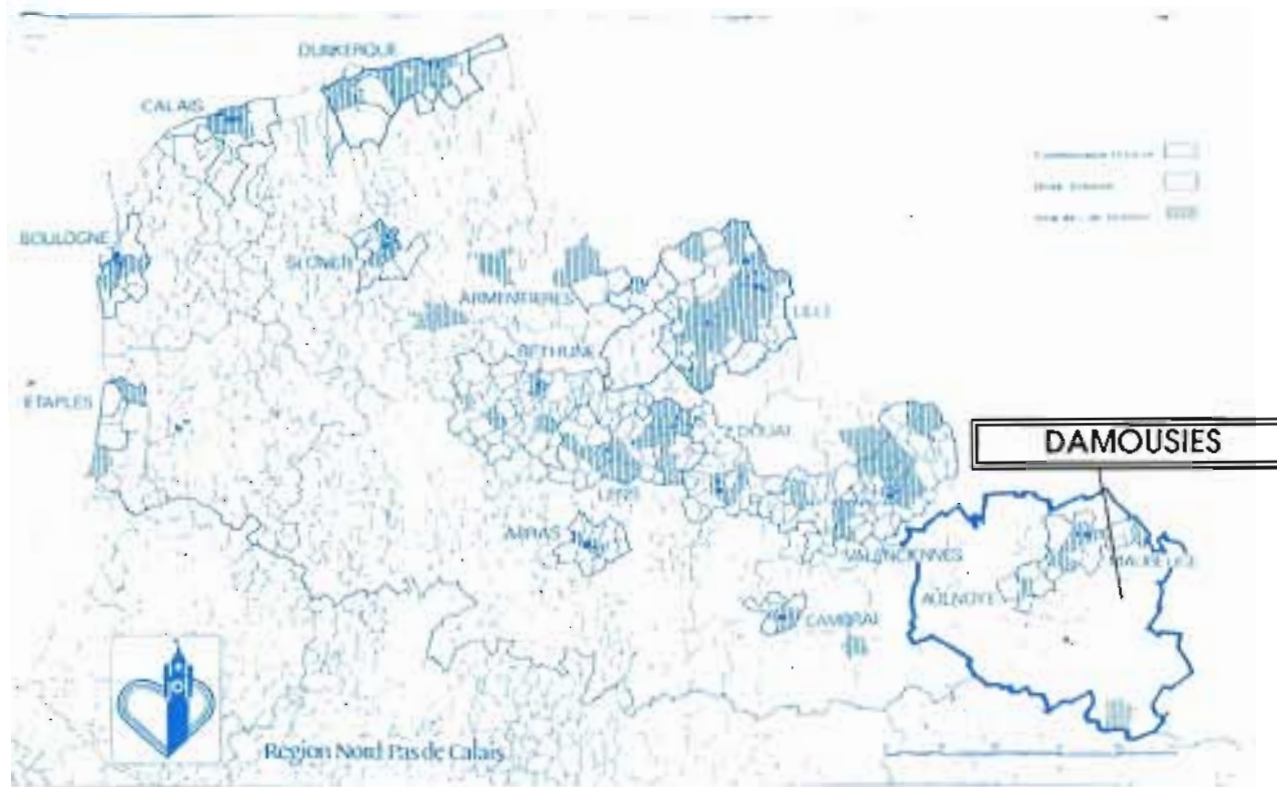 DUNKERQUE
CALAIS
BOULOGNE
St OMER
ARMENTIERES
LILLE
BETHUNE
ETAPLES
DOUAI
DAMOUSIES
LENS
ARRAS
VALENCIENNES
MAUBEUGE
AULNOYE
CAMBRAI
Région Nord Pas de Calais